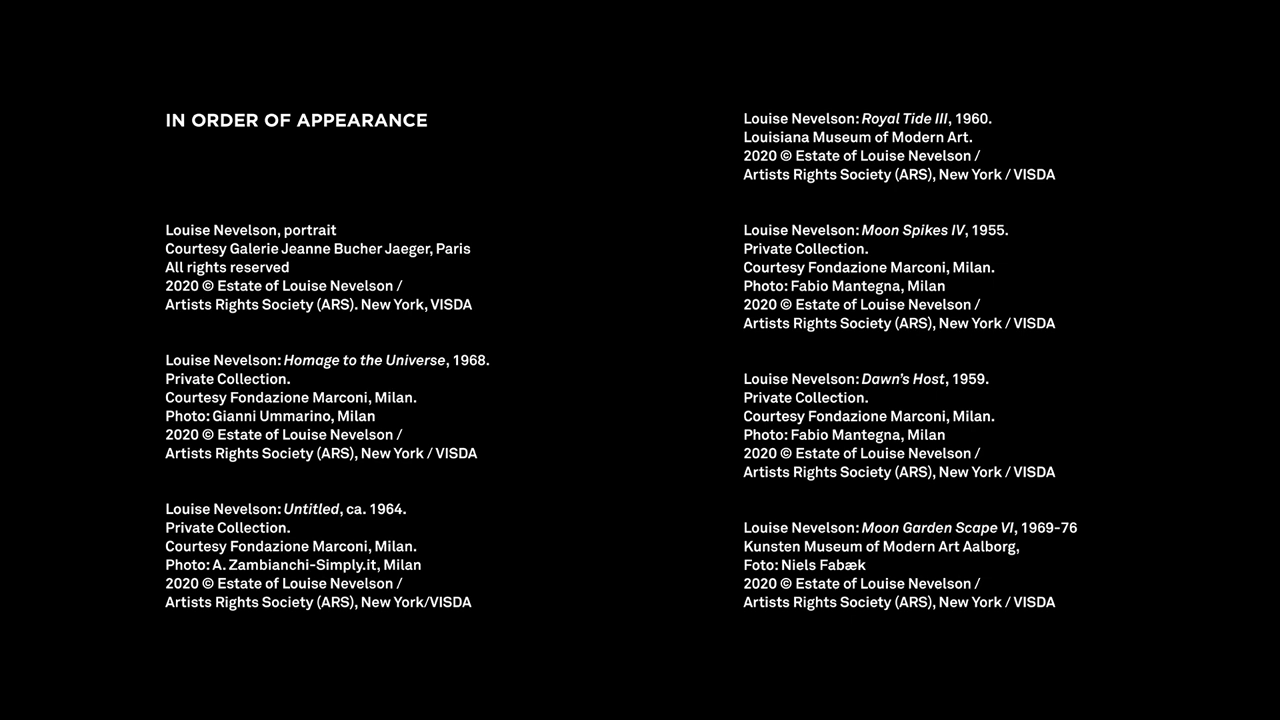 IN ORDER OF APPEARANCE
Louise Nevelson, portrait
Courtesy Galerie Jeanne Bucher Jaeger, Paris
All rights reserved
2020 © Estate of Louise Nevelson /
Artists Rights Society (ARS). New York, VISDA
Louise Nevelson: Homage to the Universe, 1968.
Private Collection.
Courtesy Fondazione Marconi, Milan.
Photo: Gianni Ummarino, Milan
2020 © Estate of Louise Nevelson /
Artists Rights Society (ARS), New York / VISDA
Louise Nevelson: Untitled, ca. 1964.
Private Collection.
Courtesy Fondazione Marconi, Milan.
Photo: A. Zambianchi-Simply.it, Milan
2020 © Estate of Louise Nevelson /
Artists Rights Society (ARS), New York/VISDA
Louise Nevelson: Royal Tide III, 1960.
Louisiana Museum of Modern Art.
2020 © Estate of Louise Nevelson /
Artists Rights Society (ARS), New York / VISDA
Louise Nevelson: Moon Spikes IV, 1955.
Private Collection.
Courtesy Fondazione Marconi, Milan.
Photo: Fabio Mantegna, Milan
2020 © Estate of Louise Nevelson /
Artists Rights Society (ARS), New York / VISDA
Louise Nevelson: Dawn's Host, 1959.
Private Collection.
Courtesy Fondazione Marconi, Milan.
Photo: Fabio Mantegna, Milan
2020 © Estate of Louise Nevelson /
Artists Rights Society (ARS), New York / VISDA
Louise Nevelson: Moon Garden Scape VI, 1969-76
Kunsten Museum of Modern Art Aalborg,
Foto: Niels Fabæk
2020 © Estate of Louise Nevelson /
Artists Rights Society (ARS), New York / VISDA